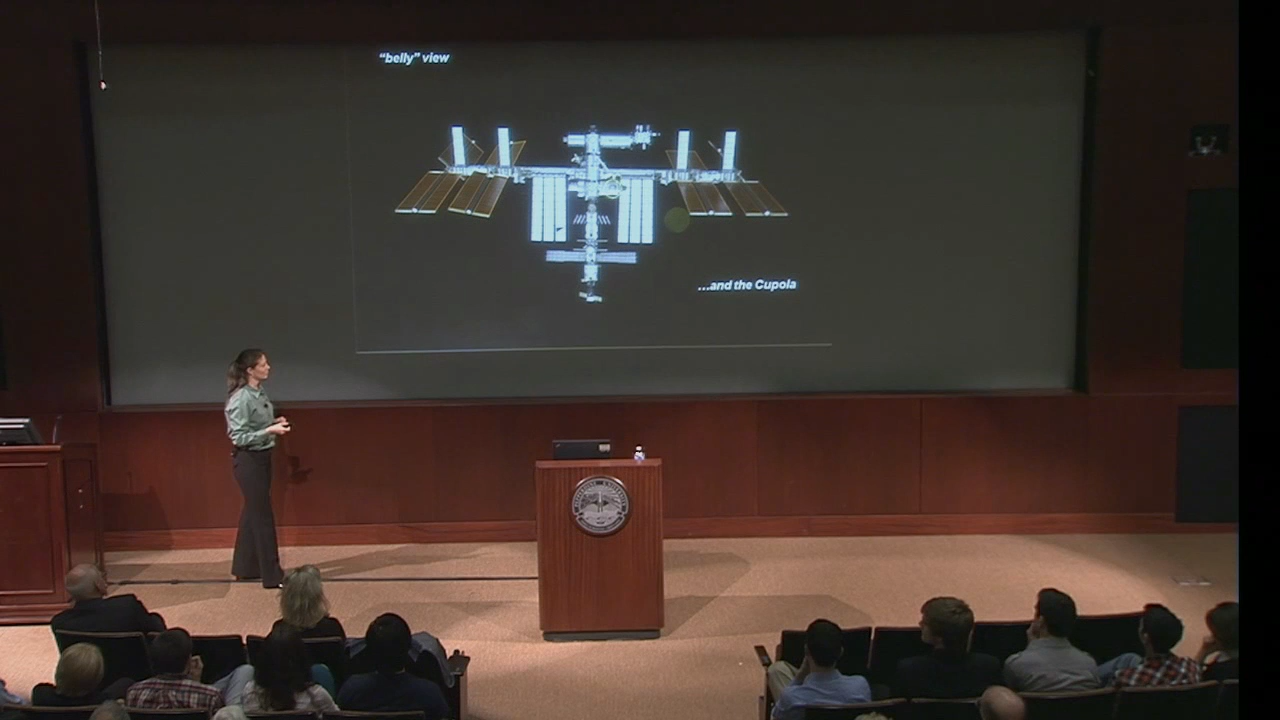 “belly” view
...and the Cupola